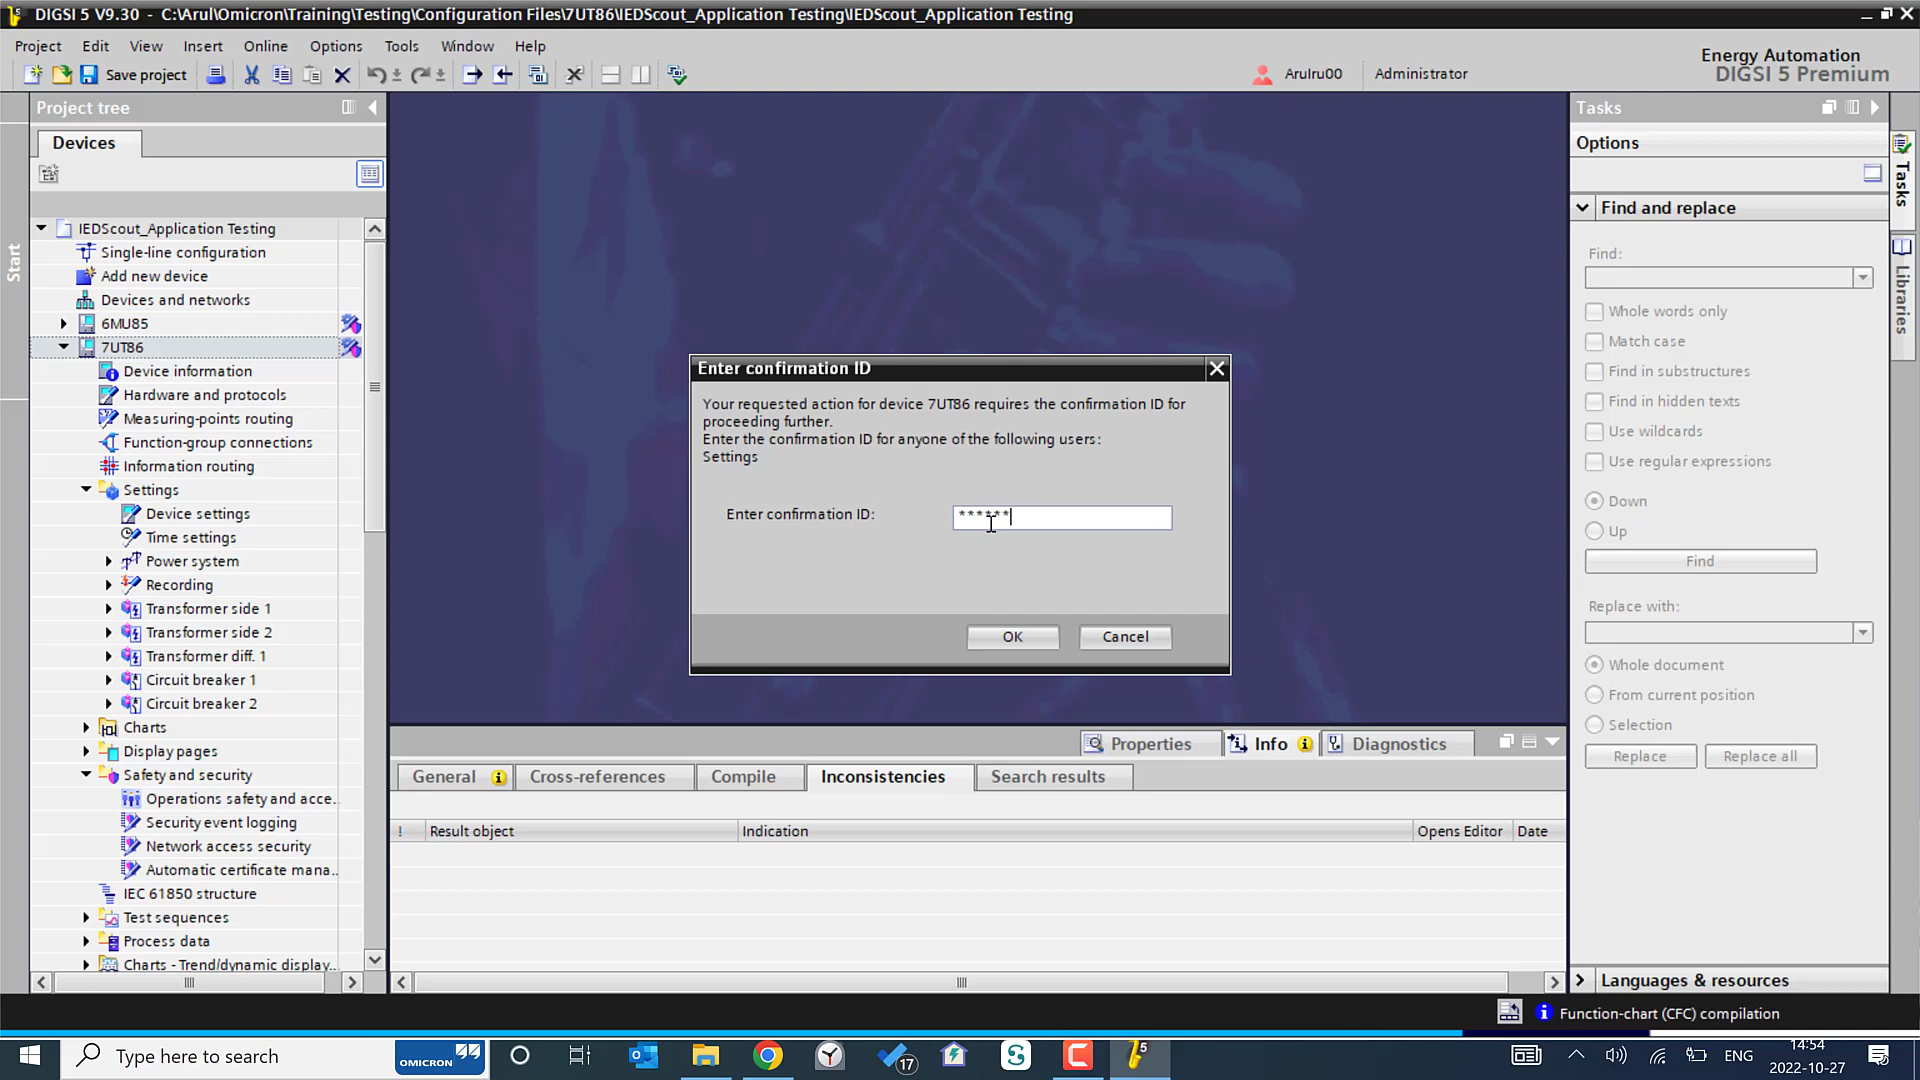 DIGSI 5 V9.30 - C:\Arul\Omicron\Training\Testing\Configuration Files\7UT86\IEDScout_Application Testing\IEDScout_Application Testing
Project Edit View Insert Online Options Tools Window Help
Save project
Arulru00 Administrator
Energy Automation
DIGSI 5 Premium
Start
Project tree
Devices
IEDScout_Application Testing
Single-line configuration
Add new device
Devices and networks
6MU85
7UT86
Device information
Hardware and protocols
Measuring-points routing
Function-group connections
Information routing
Settings
Device settings
Time settings
Power system
Recording
Transformer side 1
Transformer side 2
Transformer diff. 1
Circuit breaker 1
Circuit breaker 2
Charts
Display pages
Safety and security
Operations safety and acce..
Security event logging
Network access security
Automatic certificate mana..
IEC 61850 structure
Test sequences
Process data
Charts - Trend/dynamic display...
Enter confirmation ID
Your requested action for device 7UT86 requires the confirmation ID for
proceeding further.
Enter the confirmation ID for anyone of the following users:
Settings
Enter confirmation ID: ******
OK Cancel
Properties Info Diagnostics
General Cross-references Compile Inconsistencies Search results
! Result object Indication Opens Editor Date
Tasks
Options
Find and replace
Find:
Whole words only
Match case
Find in substructures
Find in hidden texts
Use wildcards
Use regular expressions
Down
Up
Find
Replace with:
Whole document
From current position
Selection
Replace Replace all
Languages & resources
Tasks
Libraries
Function-chart (CFC) compilation
Type here to search
OMICRON
17
5
ENG
14:54
2022-10-27